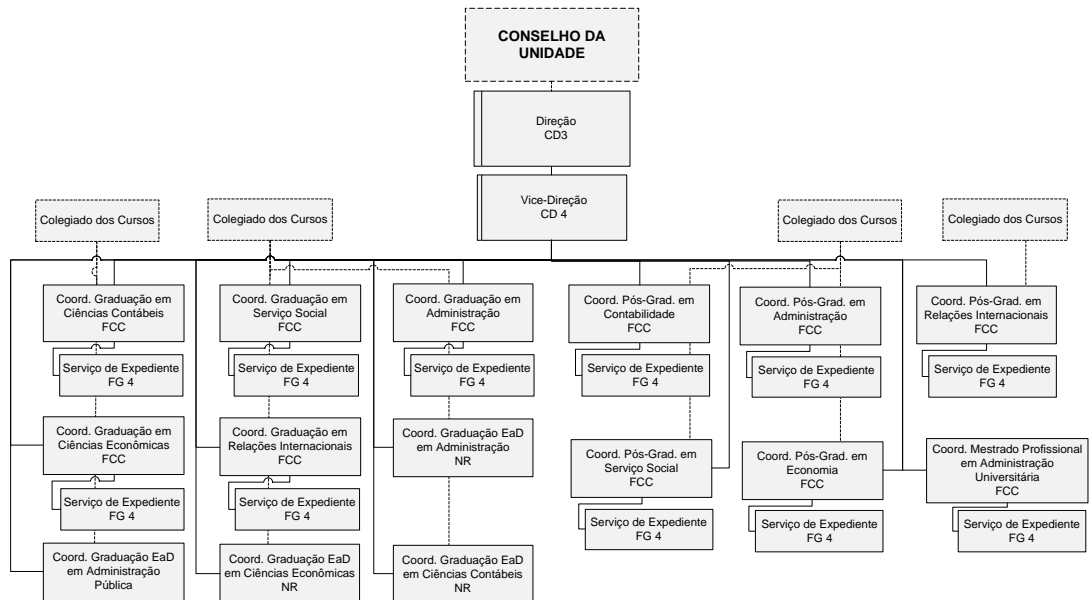 CONSELHO DA
UNIDADE
Direção
CD3
Vice-Direção
CD 4
Colegiado dos Cursos
Colegiado dos Cursos
Colegiado dos Cursos
Colegiado dos Cursos
Coord. Graduação em
Ciências Contábeis
FCC
Coord. Graduação em
Serviço Social
FCC
Coord. Graduação em
Administração
FCC
Coord. Pós-Grad. em
Contabilidade
FCC
Coord. Pós-Grad. em
Administração
FCC
Coord. Pós-Grad. em
Relações Internacionais
FCC
Serviço de Expediente
FG 4
Serviço de Expediente
FG 4
Serviço de Expediente
FG 4
Serviço de Expediente
FG 4
Serviço de Expediente
FG 4
Serviço de Expediente
FG 4
Coord. Graduação em
Ciências Econômicas
FCC
Coord. Graduação em
Relações Internacionais
FCC
Coord. Graduação EaD
em Administração
NR
Coord. Pós-Grad. em
Serviço Social
FCC
Coord. Pós-Grad. em
Economia
FCC
Coord. Mestrado Profissional
em Administração
Universitária
FCC
Serviço de Expediente
FG 4
Serviço de Expediente
FG 4
Serviço de Expediente
FG 4
Serviço de Expediente
FG 4
Serviço de Expediente
FG 4
Coord. Graduação EaD
em Administração
Pública
Coord. Graduação EaD
em Ciências Econômicas
NR
Coord. Graduação EaD
em Ciências Contábeis
NR